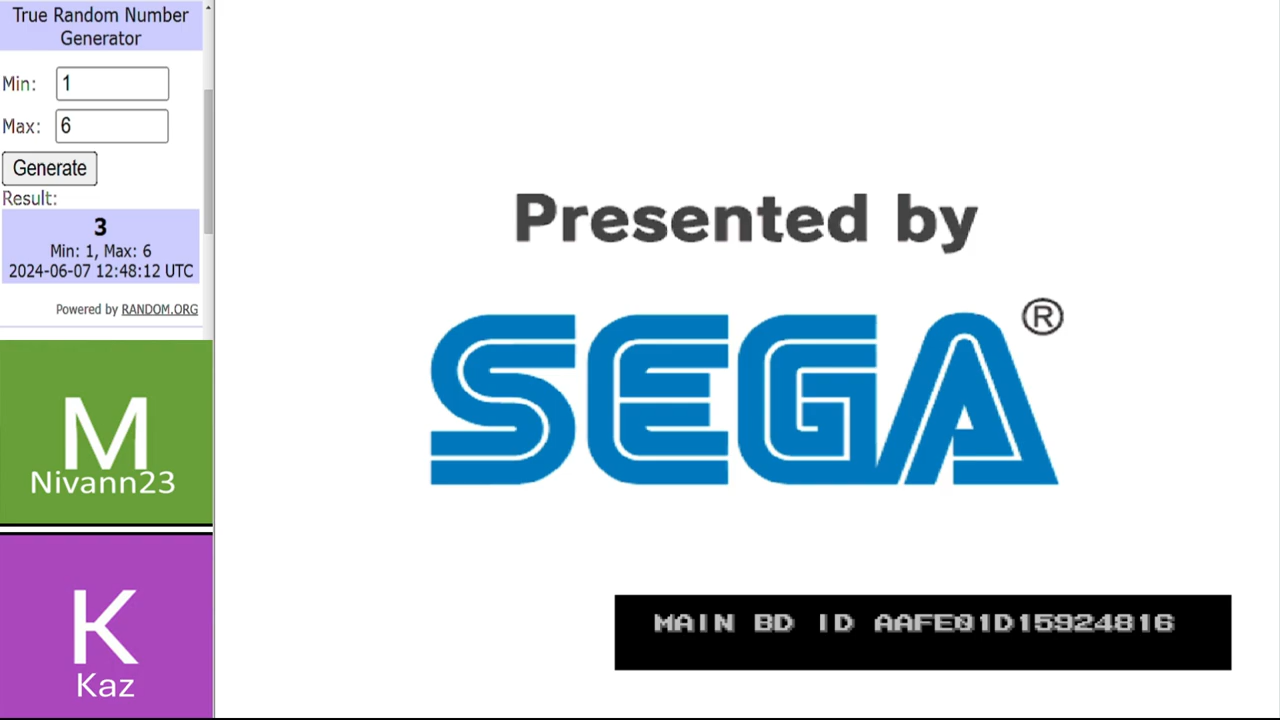 True Random Number
Generator
Min: 1
Max: 6
Generate
Result:
3
Min: 1, Max: 6
2024-06-07 12:48:12 UTC
Powered by RANDOM.ORG
M
Nivann23
K
Kaz
Presented by
SEGA®
MAIN BD ID AAFE01D15924816